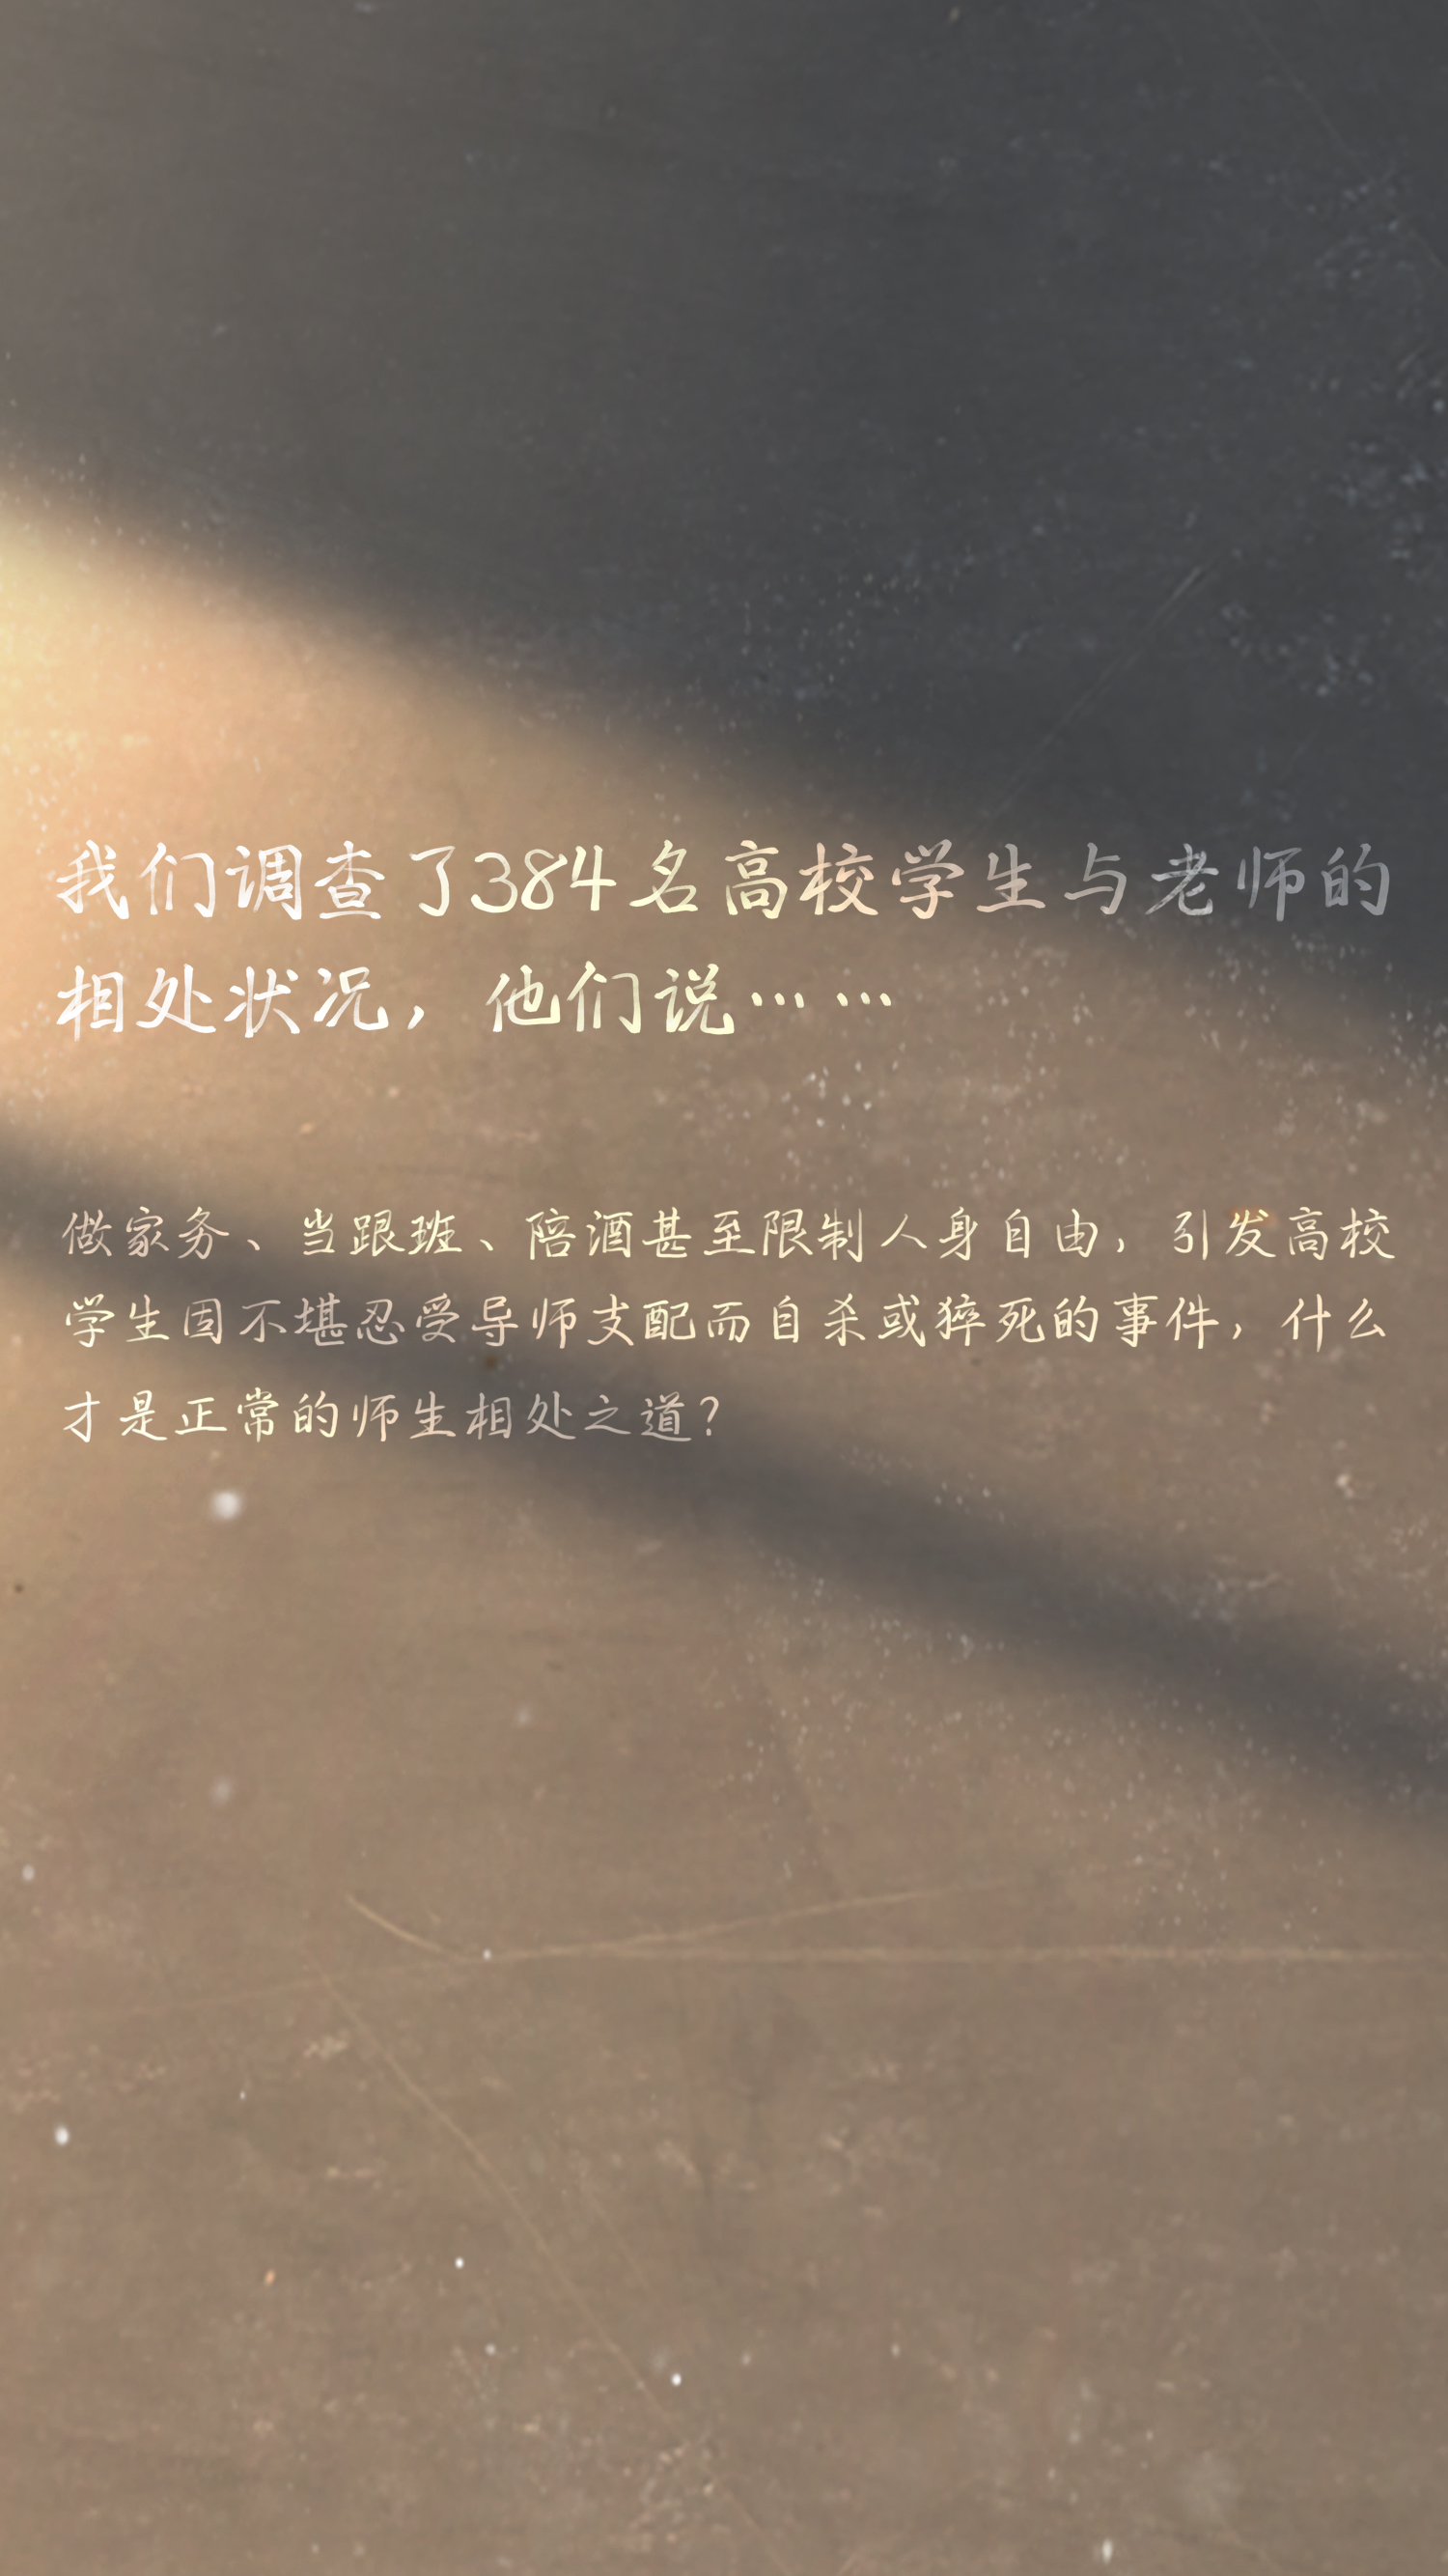 我们调查了384名高校学生与老师的
相处状况，他们说……
做家务、当跟班、陪酒甚至限制人身自由，引发高校
学生因不堪忍受导师支配而自杀或猝死的事件，什么
才是正常的师生相处之道？